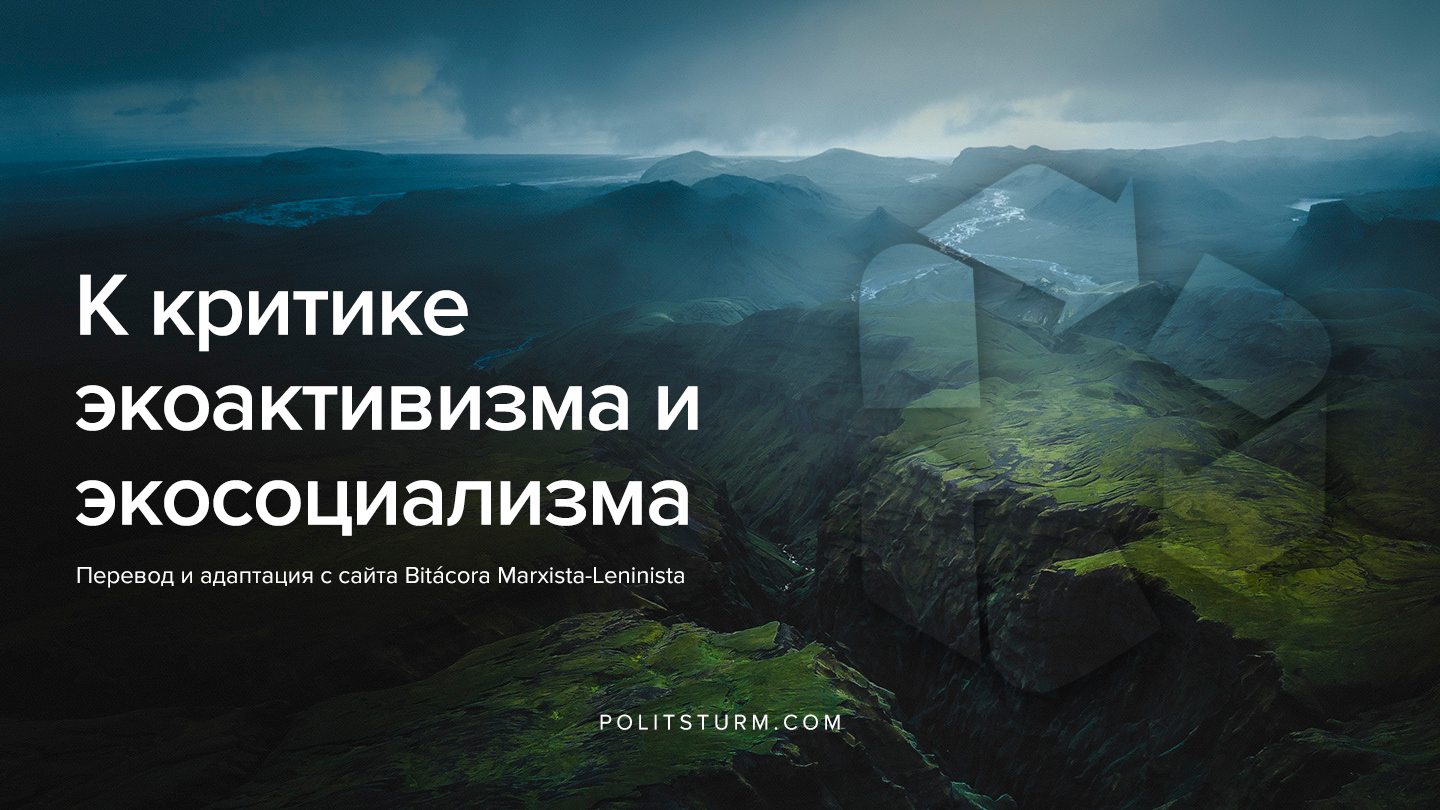 К критике
экоактивизма и
экосоциализма
Перевод и адаптация с сайта Bitácora Marxista-Leninista
POLITSTURM.COM